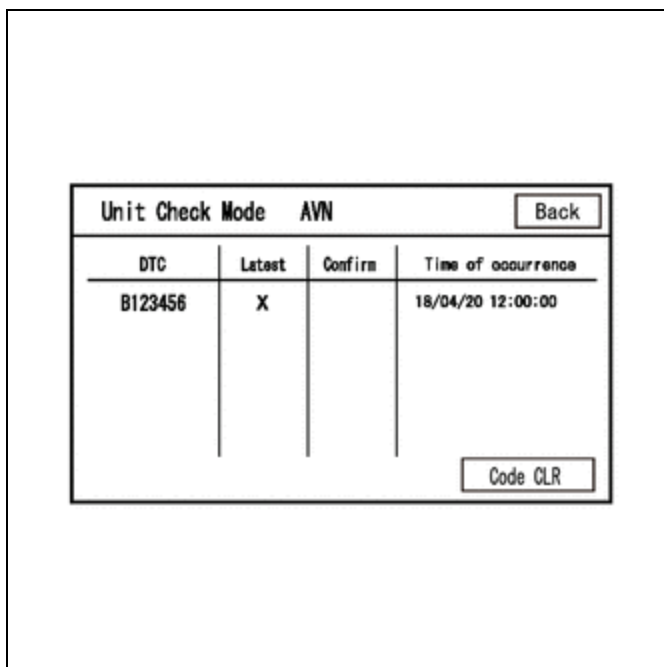 Unit Check Mode AVN Back
DTC Latest Confirm Time of occurrence
B123456 X 18/04/20 12:00:00
Code CLR